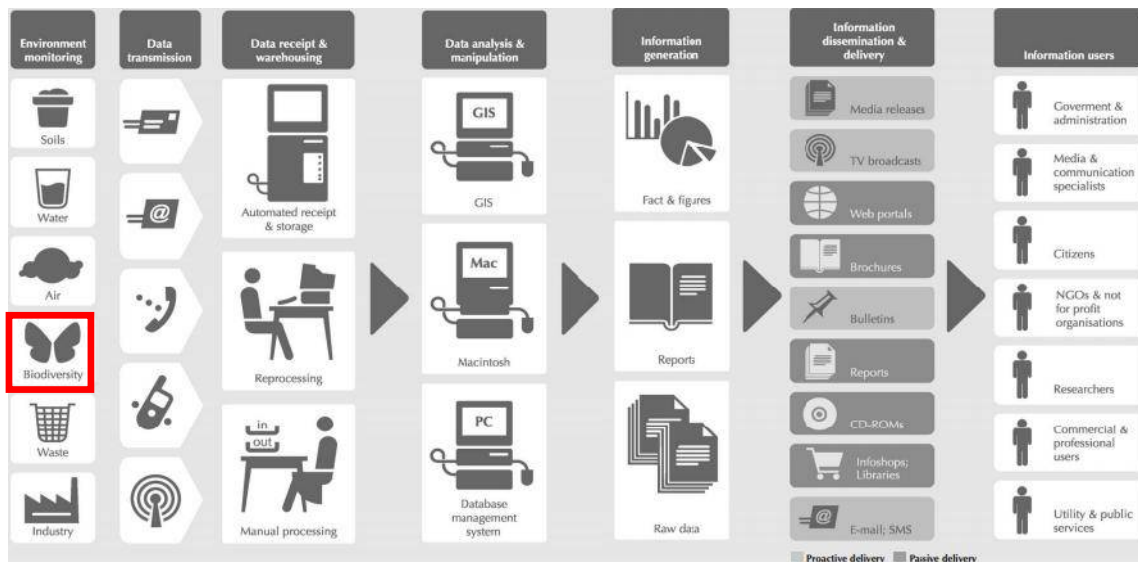 Environment
monitoring
Data
transmission
Data receipt &
warehousing
Data analysis &
manipulation
Information
generation
Information
dissemination &
delivery
Information users
Soils
Water
Air
Biodiversity
Waste
Industry
@
Automated receipt
& storage
Reprocessing
in
out
Manual processing
GIS
GIS
Mac
Macintosh
PC
Database
management
system
Fact & figures
Reports
Raw data
Media releases
TV broadcasts
Web portals
Brochures
Bulletins
Reports
CD-ROMs
Infoshops;
Libraries
@
E-mail; SMS
Goverment &
administration
Media &
communication
specialists
Citizens
NGOs & not
for profit
organisations
Researchers
Commercial &
professional
users
Utility & public
services
Proactive delivery
Passive delivery